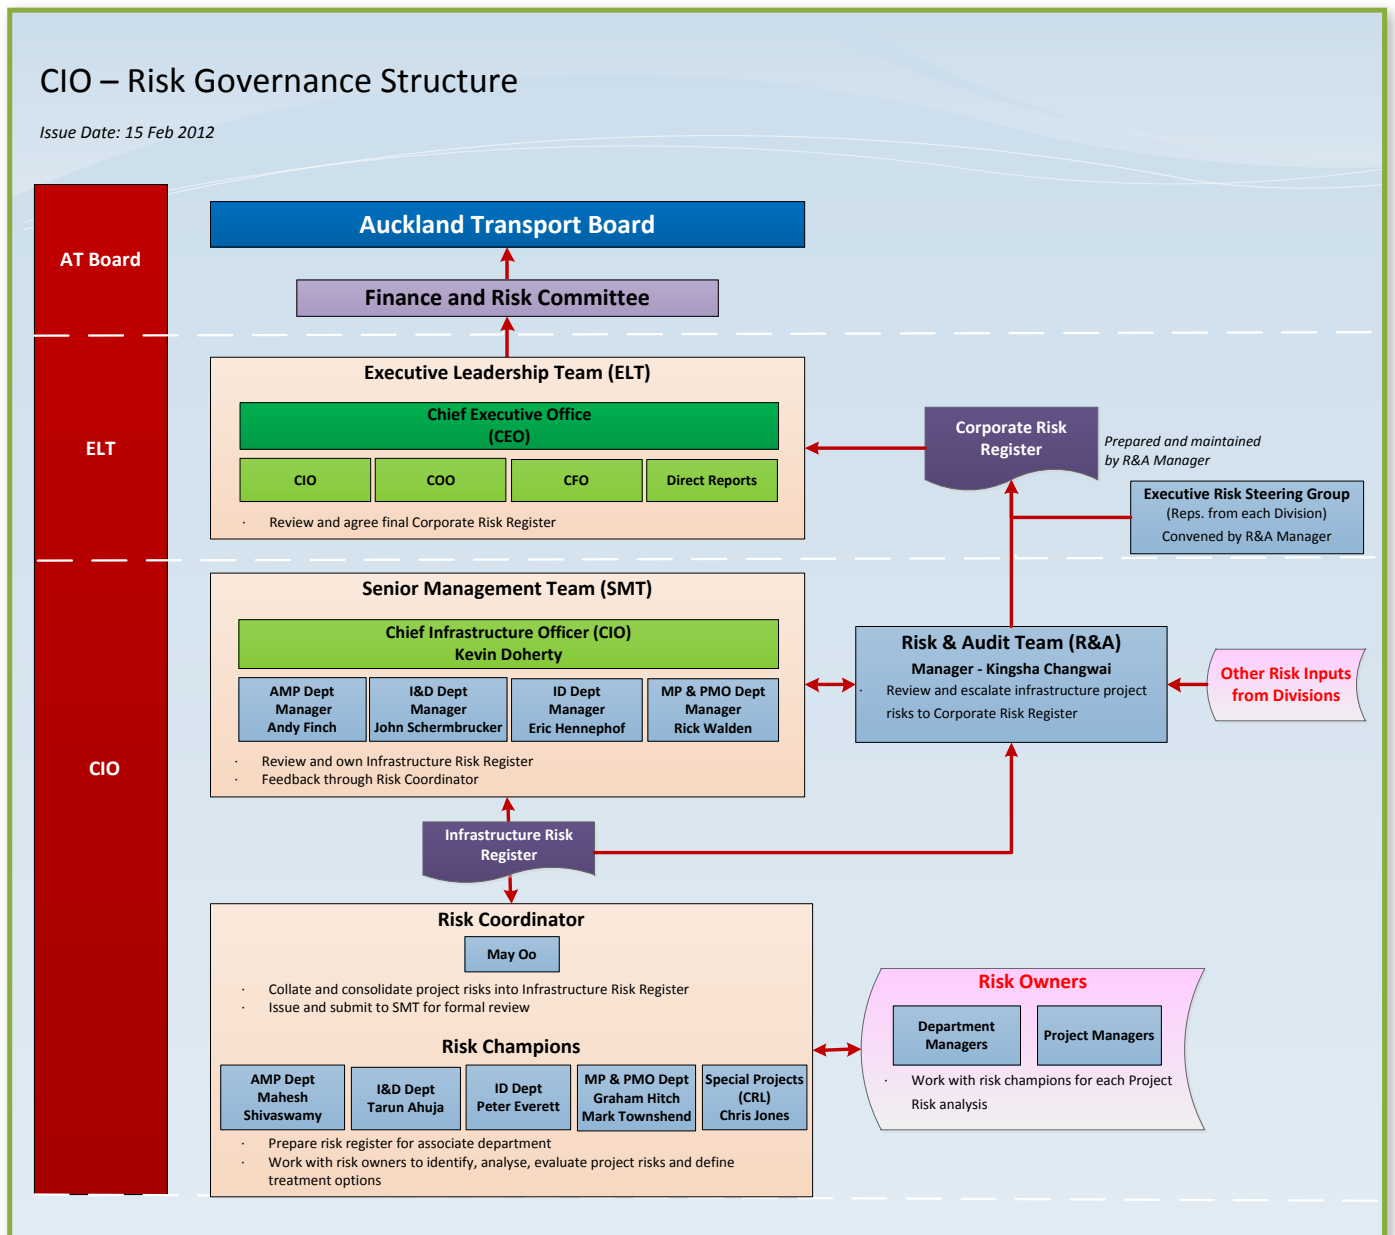 CIO – Risk Governance Structure
Issue Date: 15 Feb 2012
AT Board
Auckland Transport Board
Finance and Risk Committee
ELT
Executive Leadership Team (ELT)
Chief Executive Office
(CEO)
CIO
COO
CFO
Direct Reports
· Review and agree final Corporate Risk Register
Corporate Risk
Register
Prepared and maintained
by R&A Manager
Executive Risk Steering Group
(Reps. from each Division)
Convened by R&A Manager
CIO
Senior Management Team (SMT)
Chief Infrastructure Officer (CIO)
Kevin Doherty
AMP Dept
Manager
Andy Finch
I&D Dept
Manager
John Schermbrucker
ID Dept
Manager
Eric Hennephof
MP & PMO Dept
Manager
Rick Walden
· Review and own Infrastructure Risk Register
· Feedback through Risk Coordinator
Risk & Audit Team (R&A)
Manager - Kingsha Changwai
· Review and escalate infrastructure project
risks to Corporate Risk Register
Other Risk Inputs
from Divisions
Infrastructure Risk
Register
Risk Coordinator
May Oo
· Collate and consolidate project risks into Infrastructure Risk Register
· Issue and submit to SMT for formal review
Risk Champions
AMP Dept
Mahesh
Shivaswamy
I&D Dept
Tarun Ahuja
ID Dept
Peter Everett
MP & PMO Dept
Graham Hitch
Mark Townshend
Special Projects
(CRL)
Chris Jones
· Prepare risk register for associate department
· Work with risk owners to identify, analyse, evaluate project risks and define
treatment options
Risk Owners
Department
Managers
Project Managers
· Work with risk champions for each Project
Risk analysis